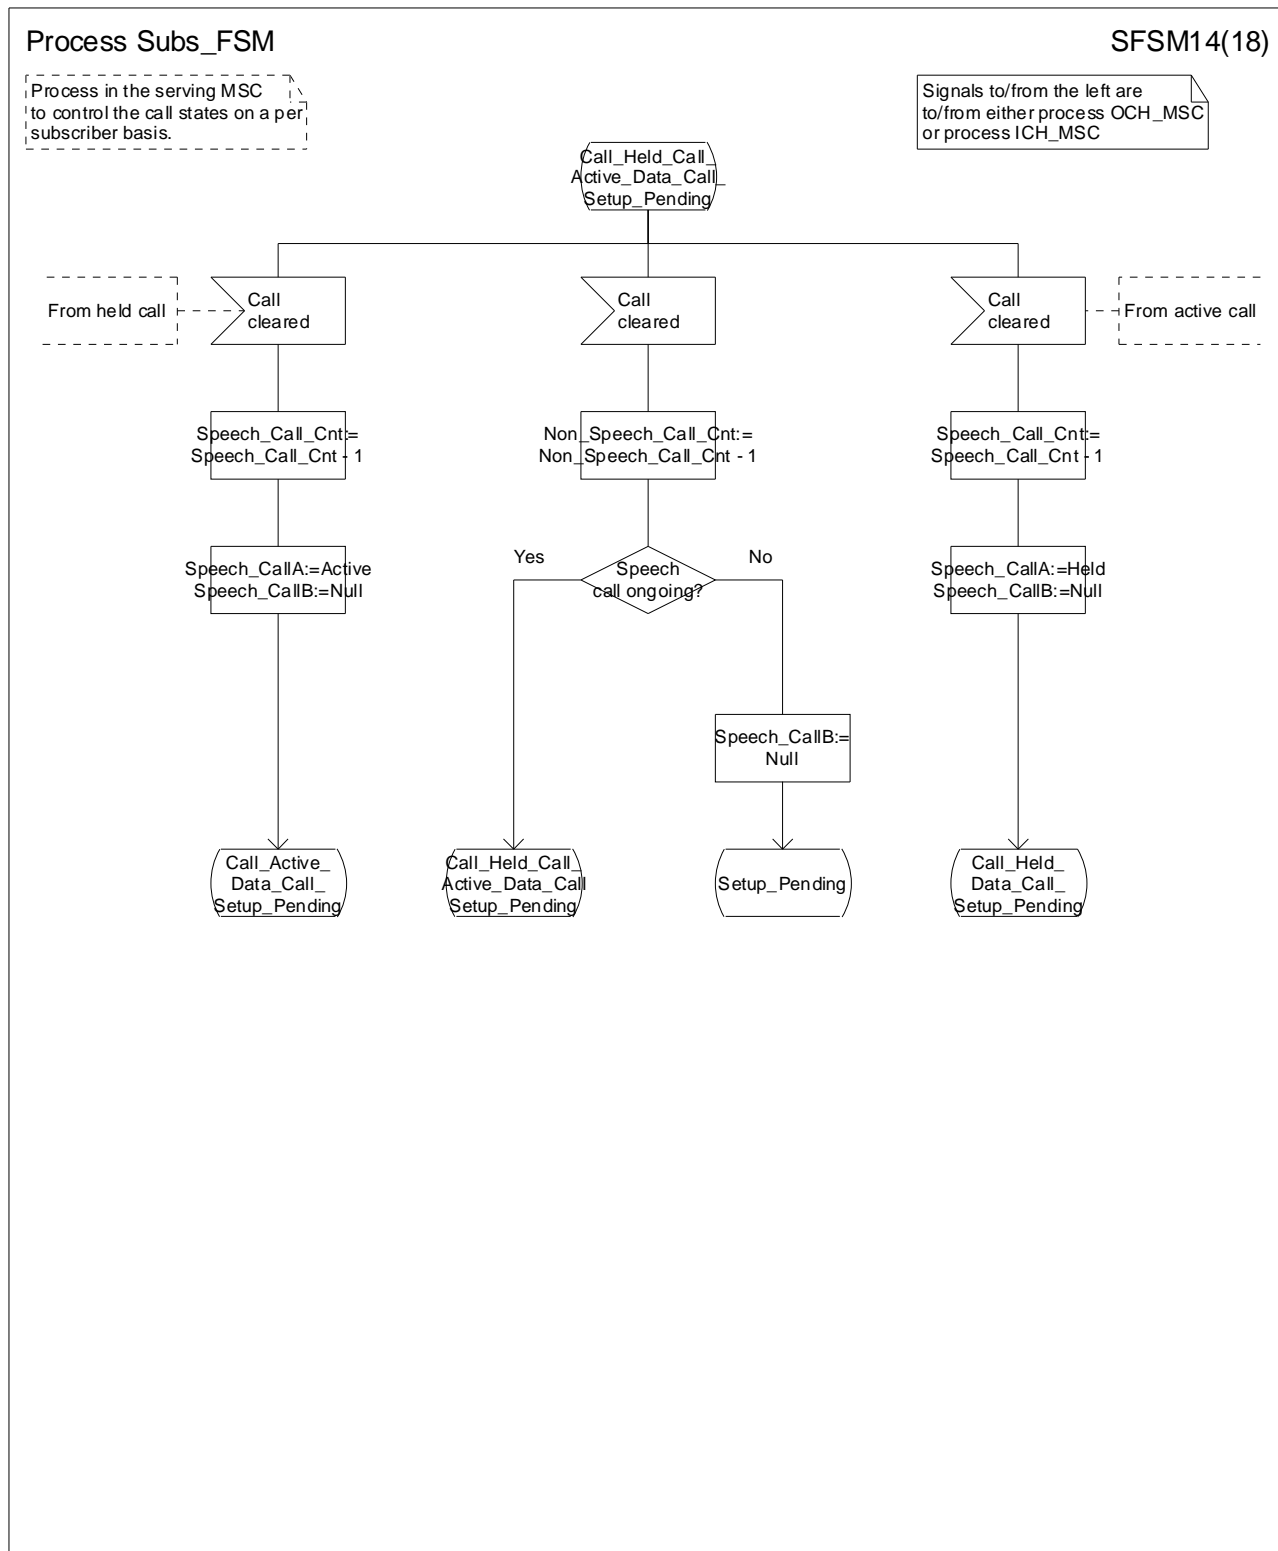 Process Subs_FSM
SFSM14(18)
Process in the serving MSC
to control the call states on a per
subscriber basis.
Signals to/from the left are
to/from either process OCH_MSC
or process ICH_MSC
Call_Held_Call_
Active_Data_Call_
Setup_Pending
From held call
Call
cleared
Call
cleared
Call
cleared
From active call
Speech_Call_Cnt:=
Speech_Call_Cnt - 1
Non_Speech_Call_Cnt:=
Non_Speech_Call_Cnt - 1
Speech_Call_Cnt:=
Speech_Call_Cnt - 1
Speech_CallA:=Active
Speech_CallB:=Null
Yes
Speech
call ongoing?
No
Speech_CallA:=Held
Speech_CallB:=Null
Speech_CallB:=
Null
Call_Active_
Data_Call_
Setup_Pending
Call_Held_Call_
Active_Data_Call
Setup_Pending
Setup_Pending
Call_Held_
Data_Call_
Setup_Pending